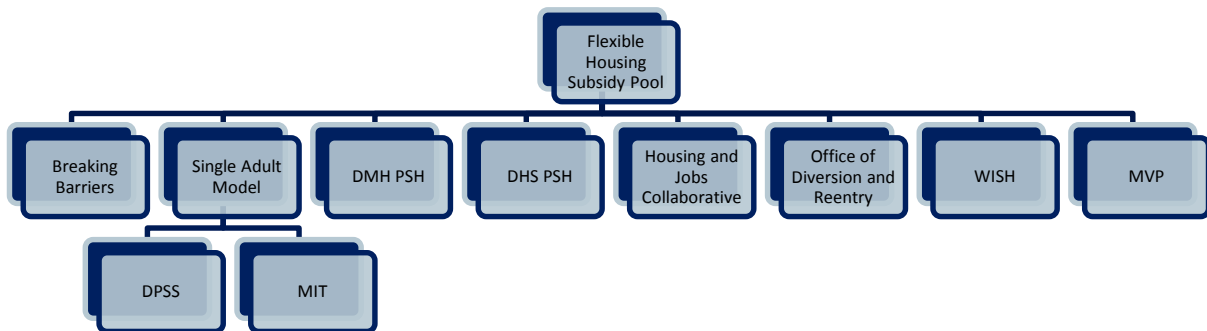 Flexible
Housing
Subsidy Pool
Breaking
Barriers
Single Adult
Model
DMH PSH
DHS PSH
Housing and
Jobs
Collaborative
Office of
Diversion and
Reentry
WISH
MVP
DPSS
MIT